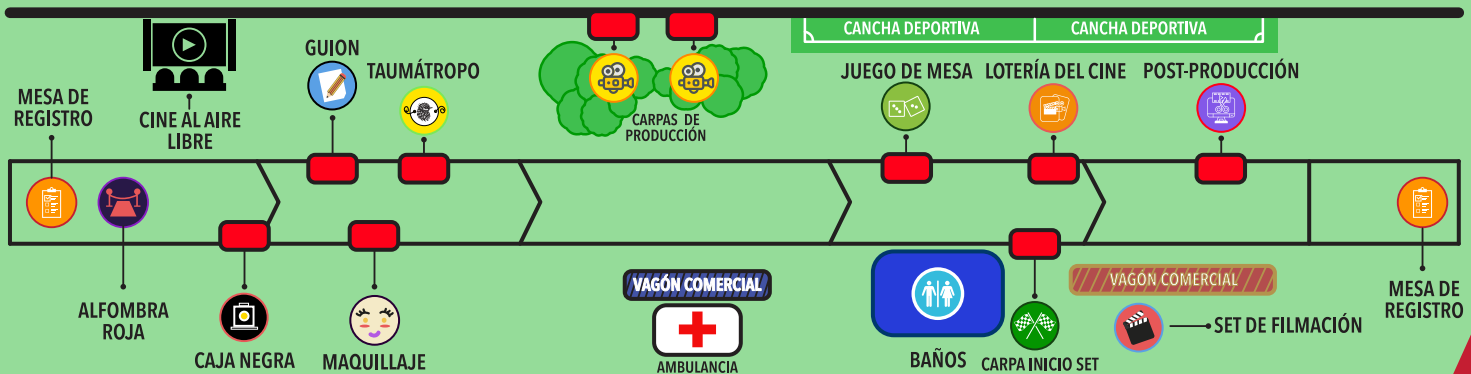 CANCHA DEPORTIVA
CANCHA DEPORTIVA
GUION
TAUMÁTROPO
JUEGO DE MESA
LOTERÍA DEL CINE
POST-PRODUCCIÓN
MESA DE
REGISTRO
CINE AL AIRE
LIBRE
CARPAS DE
PRODUCCIÓN
ALFOMBRA
ROJA
CAJA NEGRA
MAQUILLAJE
VAGÓN COMERCIAL
AMBULANCIA
BAÑOS
CARPA INICIO SET
VAGÓN COMERCIAL
SET DE FILMACIÓN
MESA DE
REGISTRO